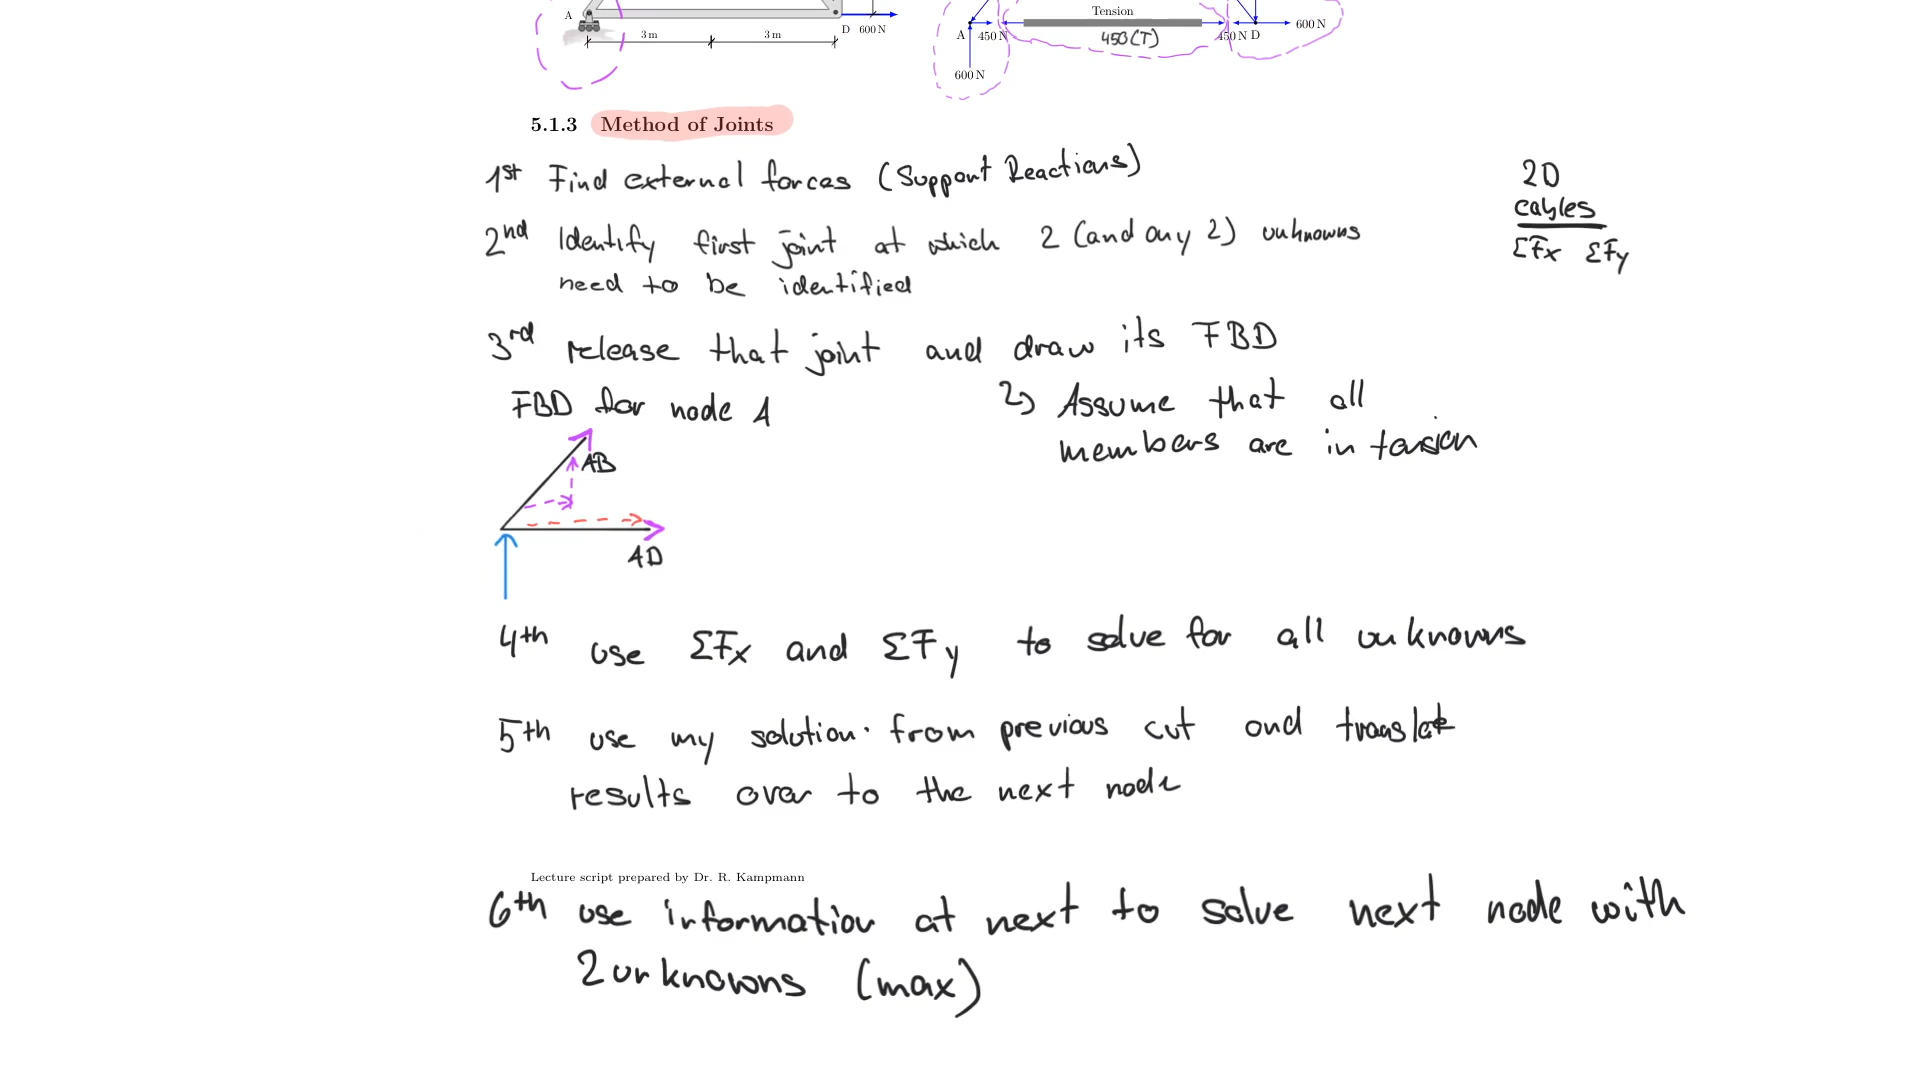 A
3 m
3 m
D 600 N
Tension
600 N
A 450 N
450(T)
450 N D
600 N
5.1.3 Method of Joints
1st Find external forces (Support Reactions)
2D
cables
ΣFx ΣFy
2nd Identify first joint at which 2 (and only 2) unknowns
need to be identified
3rd release that joint and draw its FBD
FBD for node A
2) Assume that all
members are in tension
AB
AD
4th use ΣFx and ΣFy to solve for all unknowns
5th use my solution. from previous cut and translate
results over to the next node
Lecture script prepared by Dr. R. Kampmann
6th use information at next to solve next node with
2 unknowns (max)